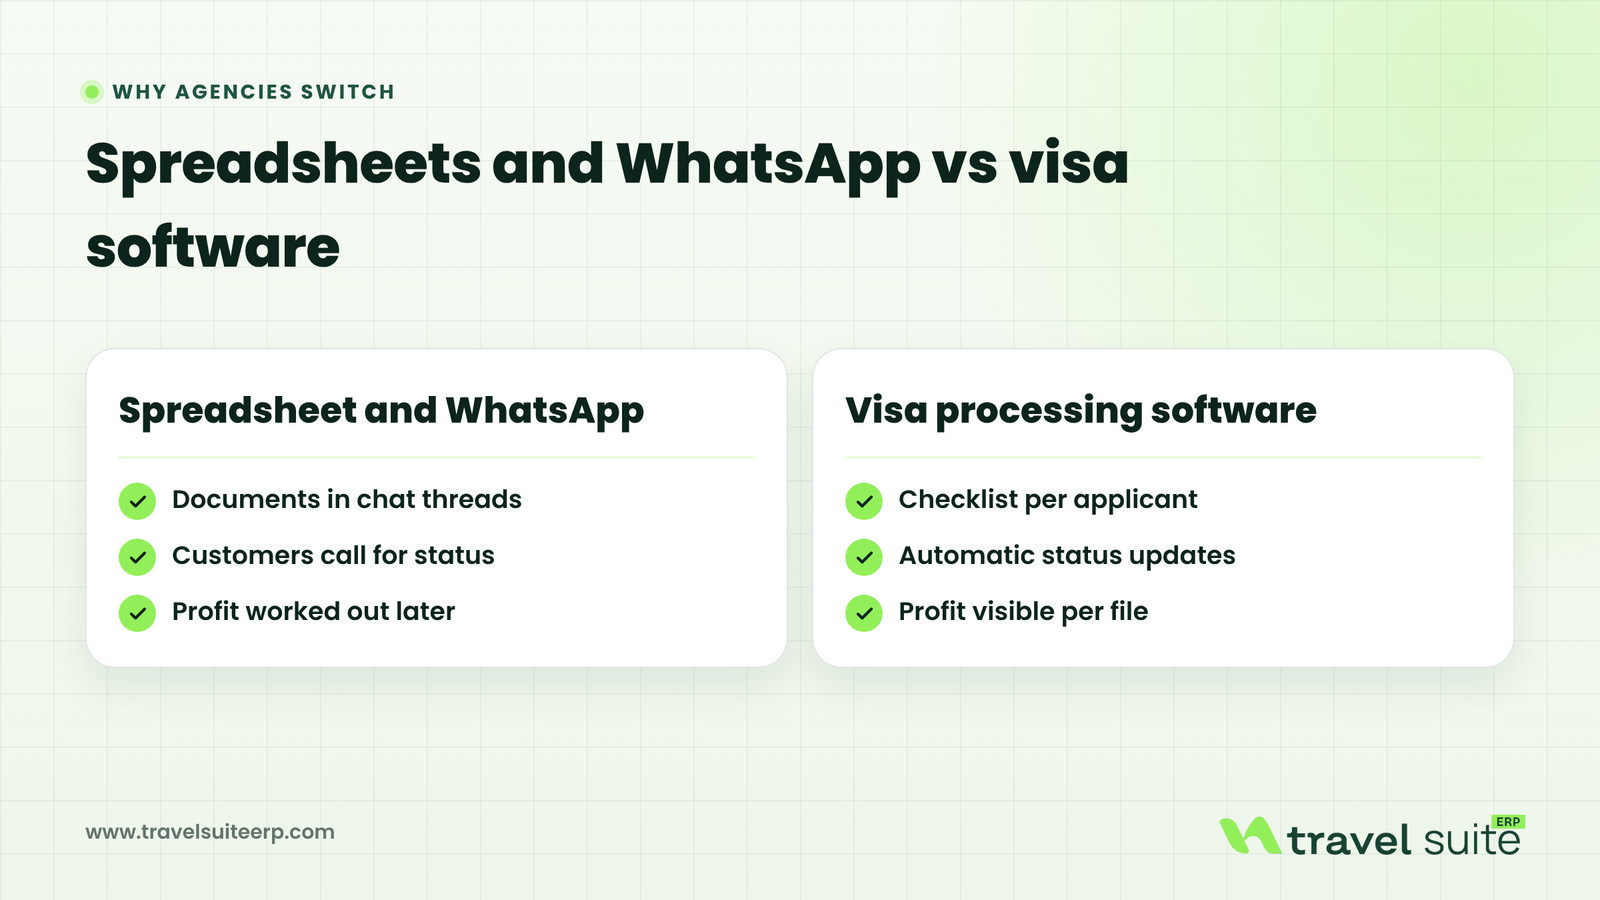 WHY AGENCIES SWITCH
Spreadsheets and WhatsApp vs visa
software
Spreadsheet and WhatsApp
Documents in chat threads
Customers call for status
Profit worked out later
Visa processing software
Checklist per applicant
Automatic status updates
Profit visible per file
www.travelsuiteerp.com
travel suite ERP